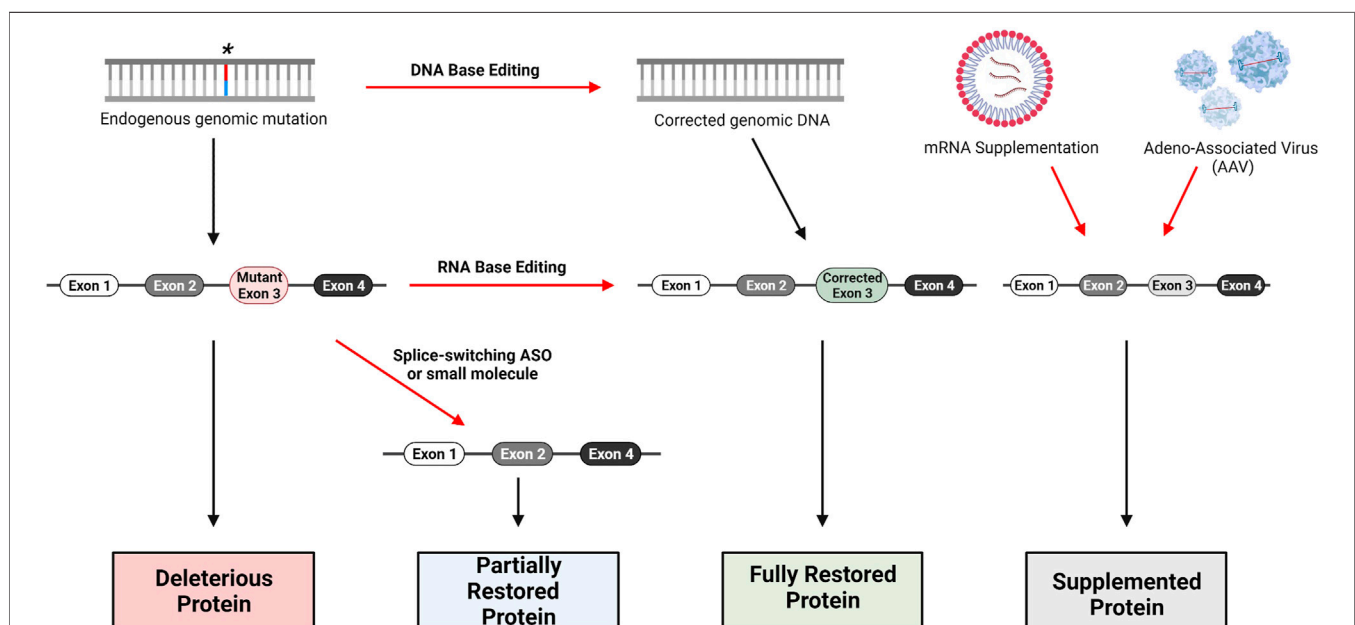 *
DNA Base Editing
Endogenous genomic mutation
Corrected genomic DNA
mRNA Supplementation
Adeno-Associated Virus
(AAV)
Exon 1
Exon 2
Mutant
Exon 3
Exon 4
RNA Base Editing
Exon 1
Exon 2
Corrected
Exon 3
Exon 4
Exon 1
Exon 2
Exon 3
Exon 4
Splice-switching ASO
or small molecule
Exon 1
Exon 2
Exon 4
Deleterious
Protein
Partially
Restored
Protein
Fully Restored
Protein
Supplemented
Protein